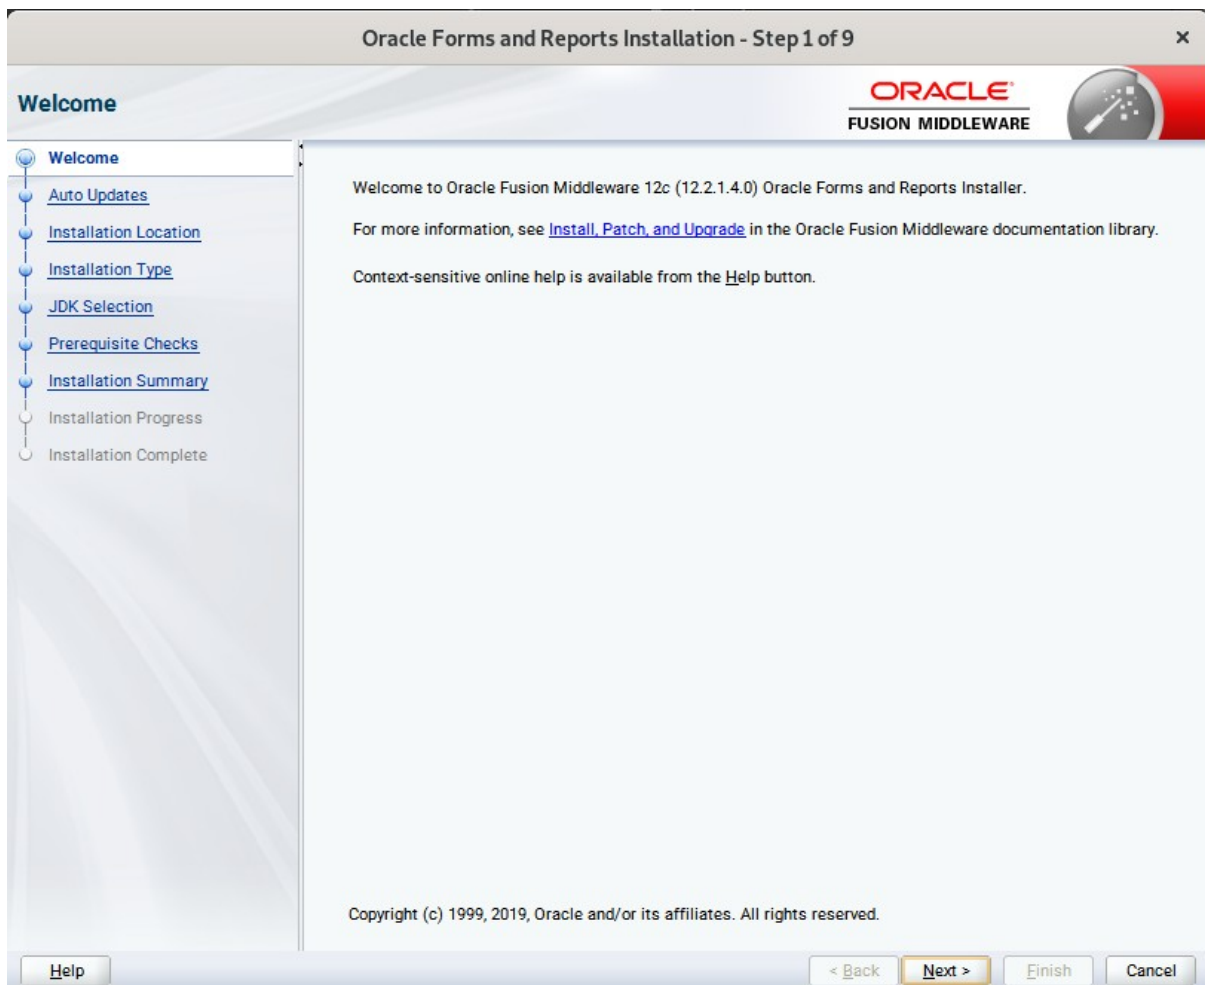 Oracle Forms and Reports Installation - Step 1 of 9
Welcome
ORACLE
FUSION MIDDLEWARE
Welcome
Auto Updates
Installation Location
Installation Type
JDK Selection
Prerequisite Checks
Installation Summary
Installation Progress
Installation Complete
Welcome to Oracle Fusion Middleware 12c (12.2.1.4.0) Oracle Forms and Reports Installer.
For more information, see Install, Patch, and Upgrade in the Oracle Fusion Middleware documentation library.
Context-sensitive online help is available from the Help button.
Copyright (c) 1999, 2019, Oracle and/or its affiliates. All rights reserved.
Help
< Back
Next >
Finish
Cancel